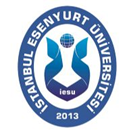 İSTANBUL ESENYURT ÜNİVERSİTESİ
iesu
2013